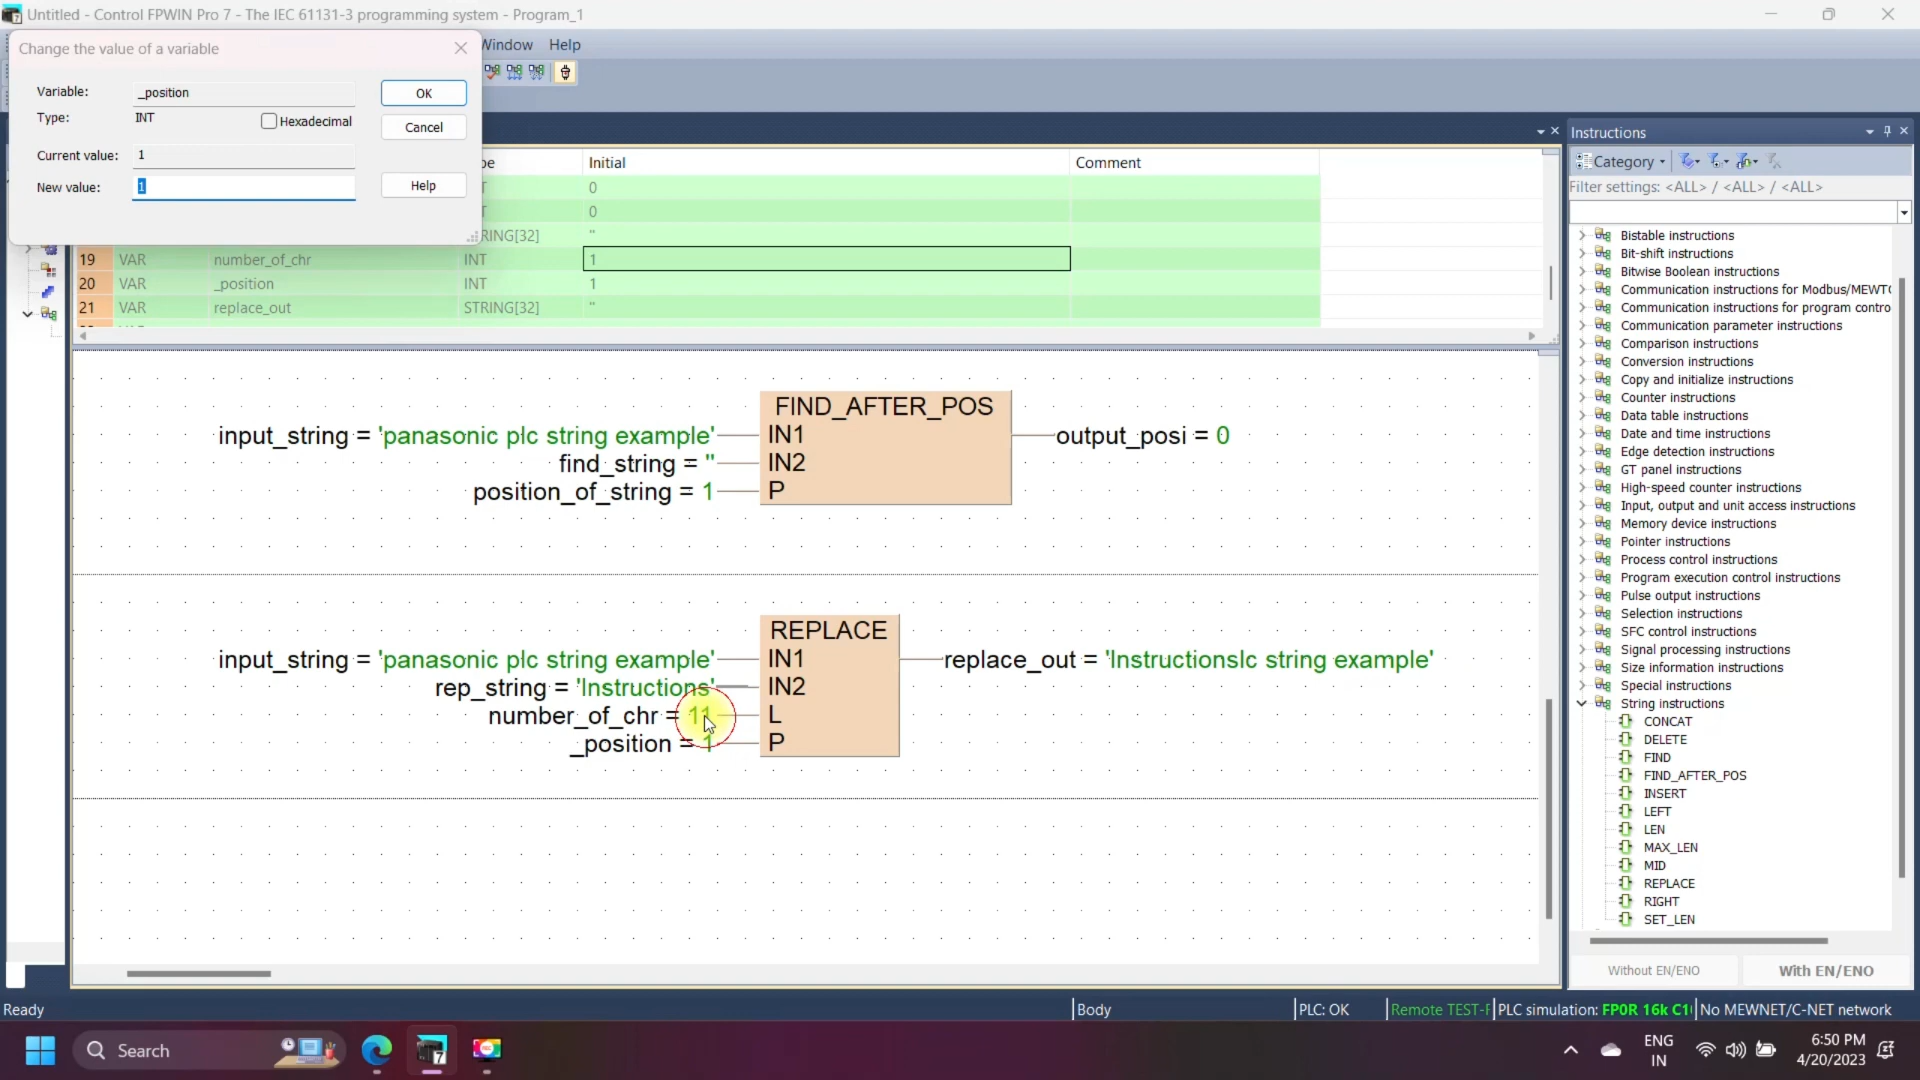 Untitled - Control FPWIN Pro 7 - The IEC 61131-3 programming system - Program_1
Change the value of a variable
Window Help
Variable: _position OK
Type: INT Hexadecimal Cancel
Current value: 1
New value: 1 Help
Initial Comment
0
0
RING[32] ''
19 VAR number_of_chr INT 1
20 VAR _position INT 1
21 VAR replace_out STRING[32] ''
FIND_AFTER_POS
input_string = 'panasonic plc string example' IN1 output_posi = 0
find_string = '' IN2
position_of_string = 1 P
REPLACE
input_string = 'panasonic plc string example' IN1 replace_out = 'Instructionslc string example'
rep_string = 'Instructions' IN2
number_of_chr = 11 L
_position = 1 P
Instructions
Category
Filter settings: <ALL> / <ALL> / <ALL>
Bistable instructions
Bit-shift instructions
Bitwise Boolean instructions
Communication instructions for Modbus/MEWTO
Communication instructions for program contro
Communication parameter instructions
Comparison instructions
Conversion instructions
Copy and initialize instructions
Counter instructions
Data table instructions
Date and time instructions
Edge detection instructions
GT panel instructions
High-speed counter instructions
Input, output and unit access instructions
Memory device instructions
Pointer instructions
Process control instructions
Program execution control instructions
Pulse output instructions
Selection instructions
SFC control instructions
Signal processing instructions
Size information instructions
Special instructions
String instructions
CONCAT
DELETE
FIND
FIND_AFTER_POS
INSERT
LEFT
LEN
MAX_LEN
MID
REPLACE
RIGHT
SET_LEN
Without EN/ENO With EN/ENO
Ready Body PLC: OK Remote TEST-F PLC simulation: FP0R 16k C1 No MEWNET/C-NET network
Search 7 ENG IN 6:50 PM
4/20/2023